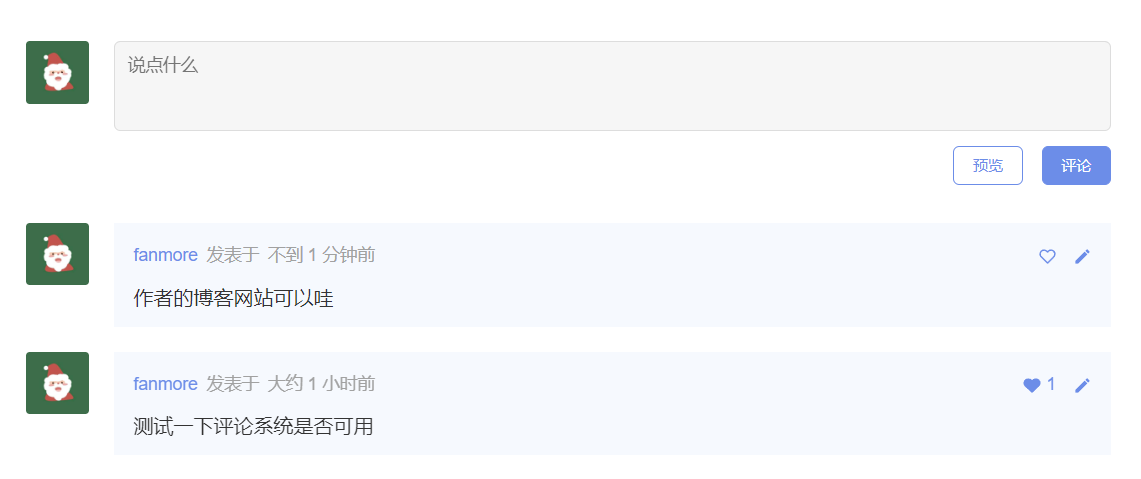 说点什么
预览 评论
fanmore 发表于 不到 1 分钟前
作者的博客网站可以哇
fanmore 发表于 大约 1 小时前 1
测试一下评论系统是否可用